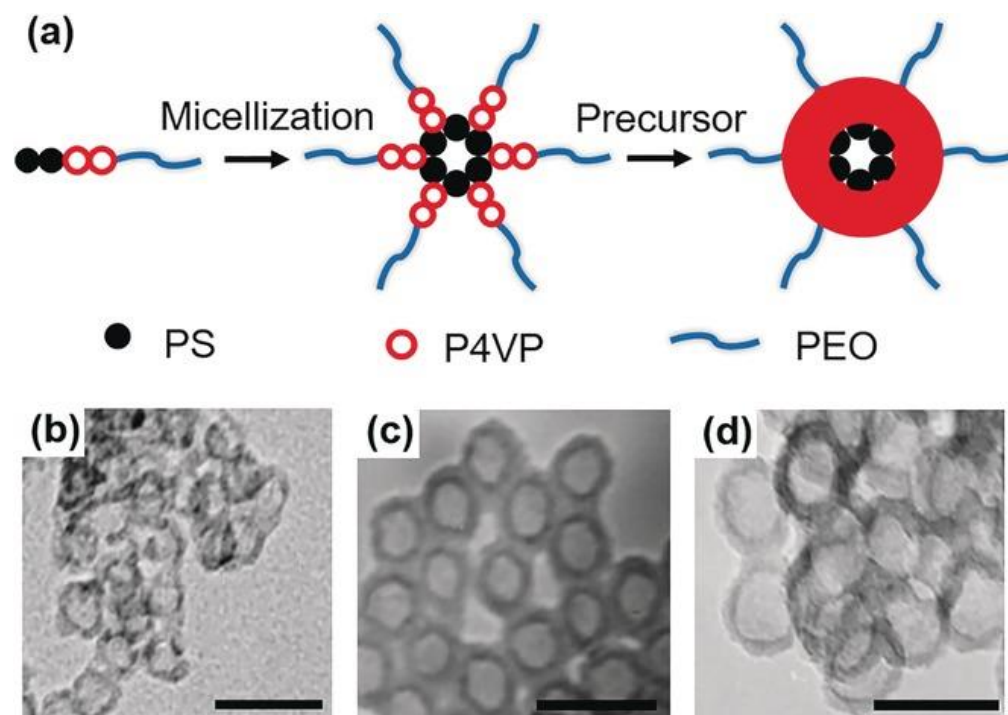 (a)
Micellization
Precursor
PS
P4VP
PEO
(b)
(c)
(d)